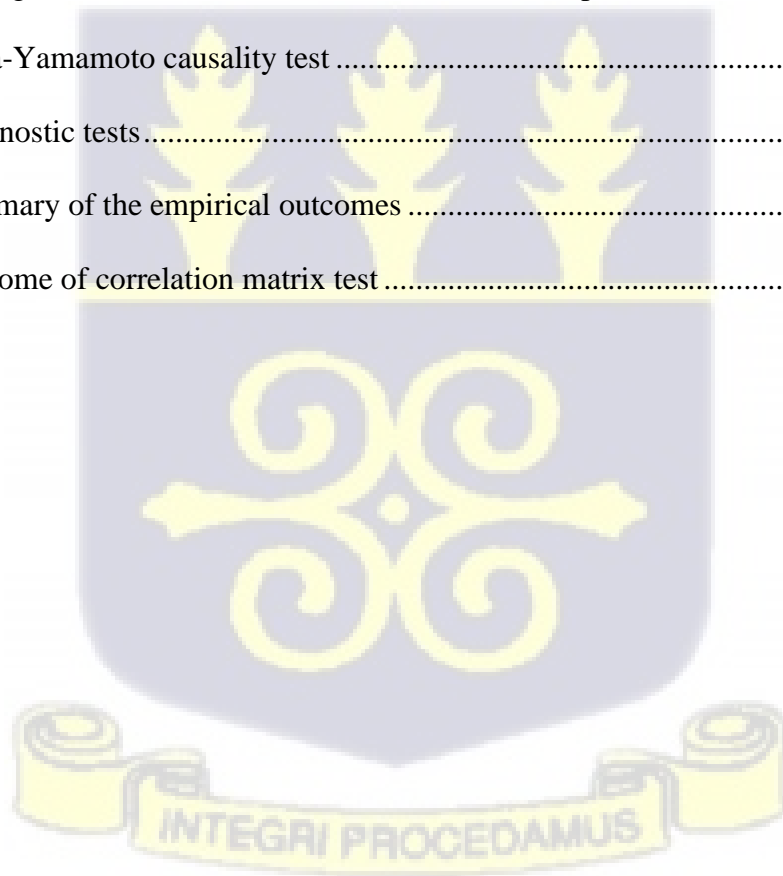 -Yamamoto causality test ........................................................
nostic tests ....................................................................................
mary of the empirical outcomes ................................................
ome of correlation matrix test ...................................................
INTEGRI PROCEDAMUS